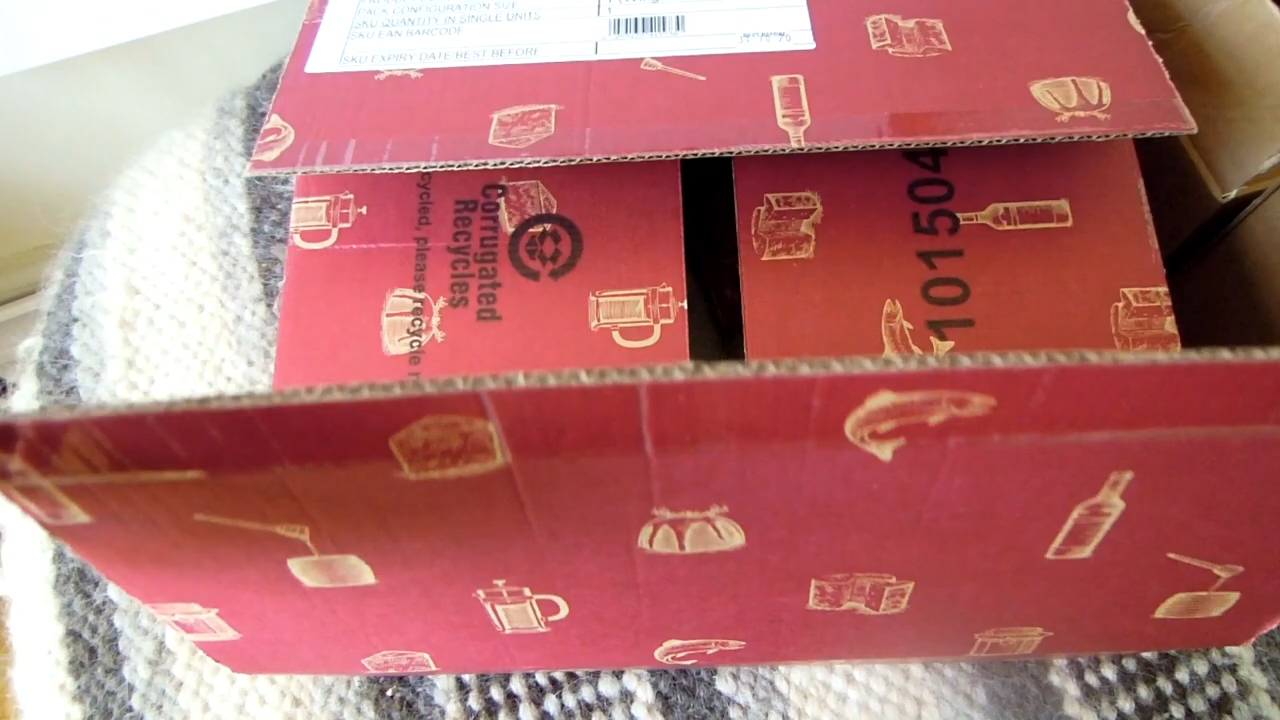 PACK CONFIGURATION SIZE
SKU QUANTITY IN SINGLE UNITS
1
SKU EAN BARCODE
SKU EXPIRY DATE/BEST BEFORE
Corrugated
Recycles
please recycle
101504